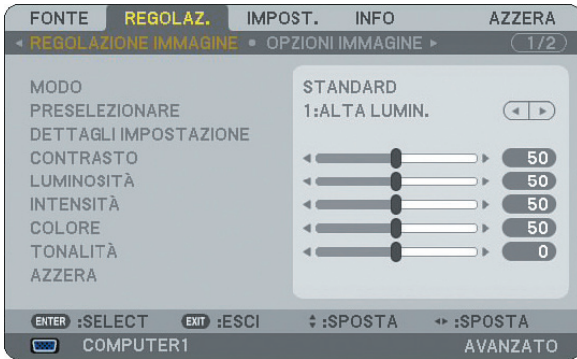 FONTE REGOLAZ. IMPOST. INFO AZZERA
REGOLAZIONE IMMAGINE • OPZIONI IMMAGINE 1/2
MODO STANDARD
PRESELEZIONARE 1:ALTA LUMIN.
DETTAGLI IMPOSTAZIONE
CONTRASTO 50
LUMINOSITÀ 50
INTENSITÀ 50
COLORE 50
TONALITÀ 0
AZZERA
ENTER :SELECT EXIT :ESCI :SPOSTA :SPOSTA
COMPUTER1 AVANZATO